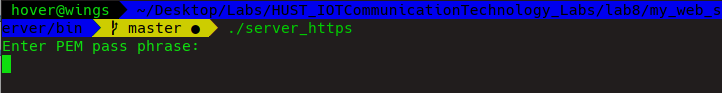 hover@wings ~/Desktop/Labs/HUST_IOTCommunicationTechnology_Labs/lab8/my_web_s
erver/bin master ● ./server_https
Enter PEM pass phrase: